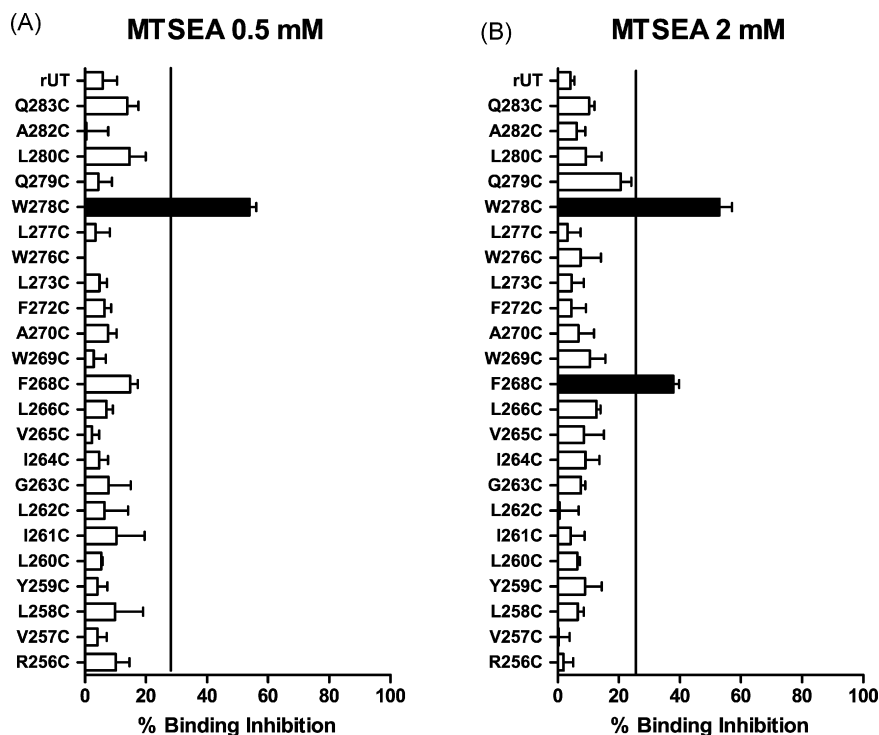 (A)
MTSEA 0.5 mM
rUT
Q283C
A282C
L280C
Q279C
W278C
L277C
W276C
L273C
F272C
A270C
W269C
F268C
L266C
V265C
I264C
G263C
L262C
I261C
L260C
Y259C
L258C
V257C
R256C
0 20 40 60 80 100
% Binding Inhibition
(B)
MTSEA 2 mM
rUT
Q283C
A282C
L280C
Q279C
W278C
L277C
W276C
L273C
F272C
A270C
W269C
F268C
L266C
V265C
I264C
G263C
L262C
I261C
L260C
Y259C
L258C
V257C
R256C
0 20 40 60 80 100
% Binding Inhibition